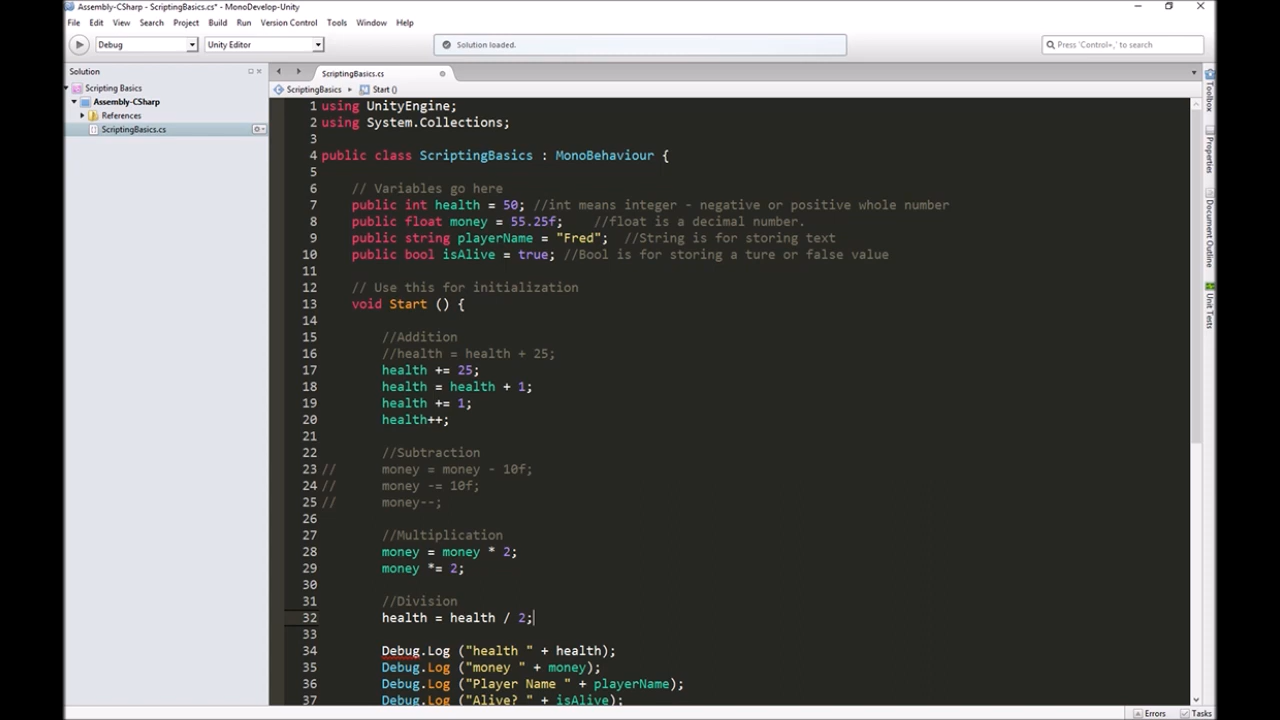 Assembly-CSharp - ScriptingBasics.cs* - MonoDevelop-Unity
File Edit View Search Project Build Run Version Control Tools Window Help
Debug Unity Editor Solution loaded. Press 'Control+,' to search
Solution
ScriptingBasics.cs
Scripting Basics
Assembly-CSharp
References
ScriptingBasics.cs
ScriptingBasics Start ()
1 using UnityEngine;
2 using System.Collections;
3
4 public class ScriptingBasics : MonoBehaviour {
5
6 // Variables go here
7 public int health = 50; //int means integer - negative or positive whole number
8 public float money = 55.25f; //float is a decimal number.
9 public string playerName = "Fred"; //String is for storing text
10 public bool isAlive = true; //Bool is for storing a ture or false value
11
12 // Use this for initialization
13 void Start () {
14
15 //Addition
16 //health = health + 25;
17 health += 25;
18 health = health + 1;
19 health += 1;
20 health++;
21
22 //Subtraction
23 // money = money - 10f;
24 // money -= 10f;
25 // money--;
26
27 //Multiplication
28 money = money * 2;
29 money *= 2;
30
31 //Division
32 health = health / 2;
33
34 Debug.Log ("health " + health);
35 Debug.Log ("money " + money);
36 Debug.Log ("Player Name " + playerName);
37 Debug.Log ("Alive? " + isAlive);
Toolbox
Properties
Document Outline
Unit Tests
Errors Tasks